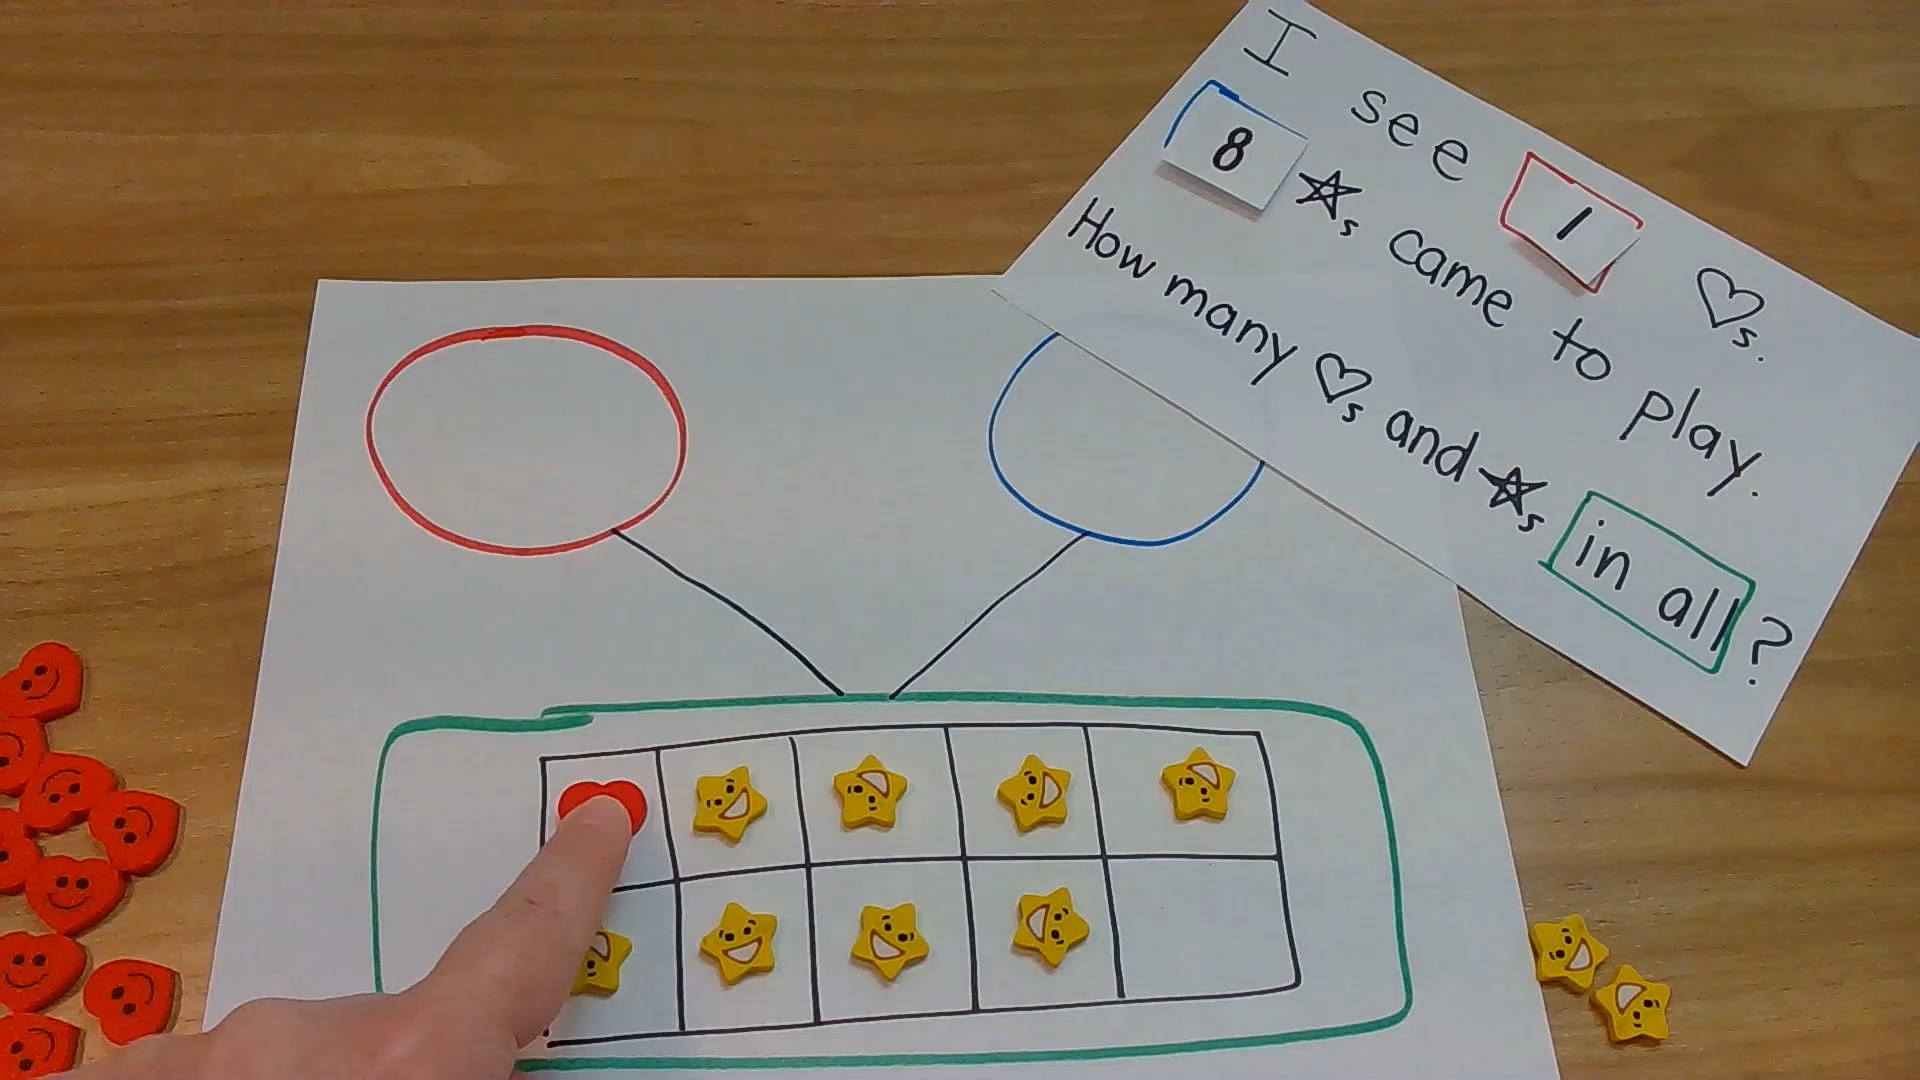 I see 1 ♡s.
8 ☆s came to play.
How many ♡s and ☆s in all?